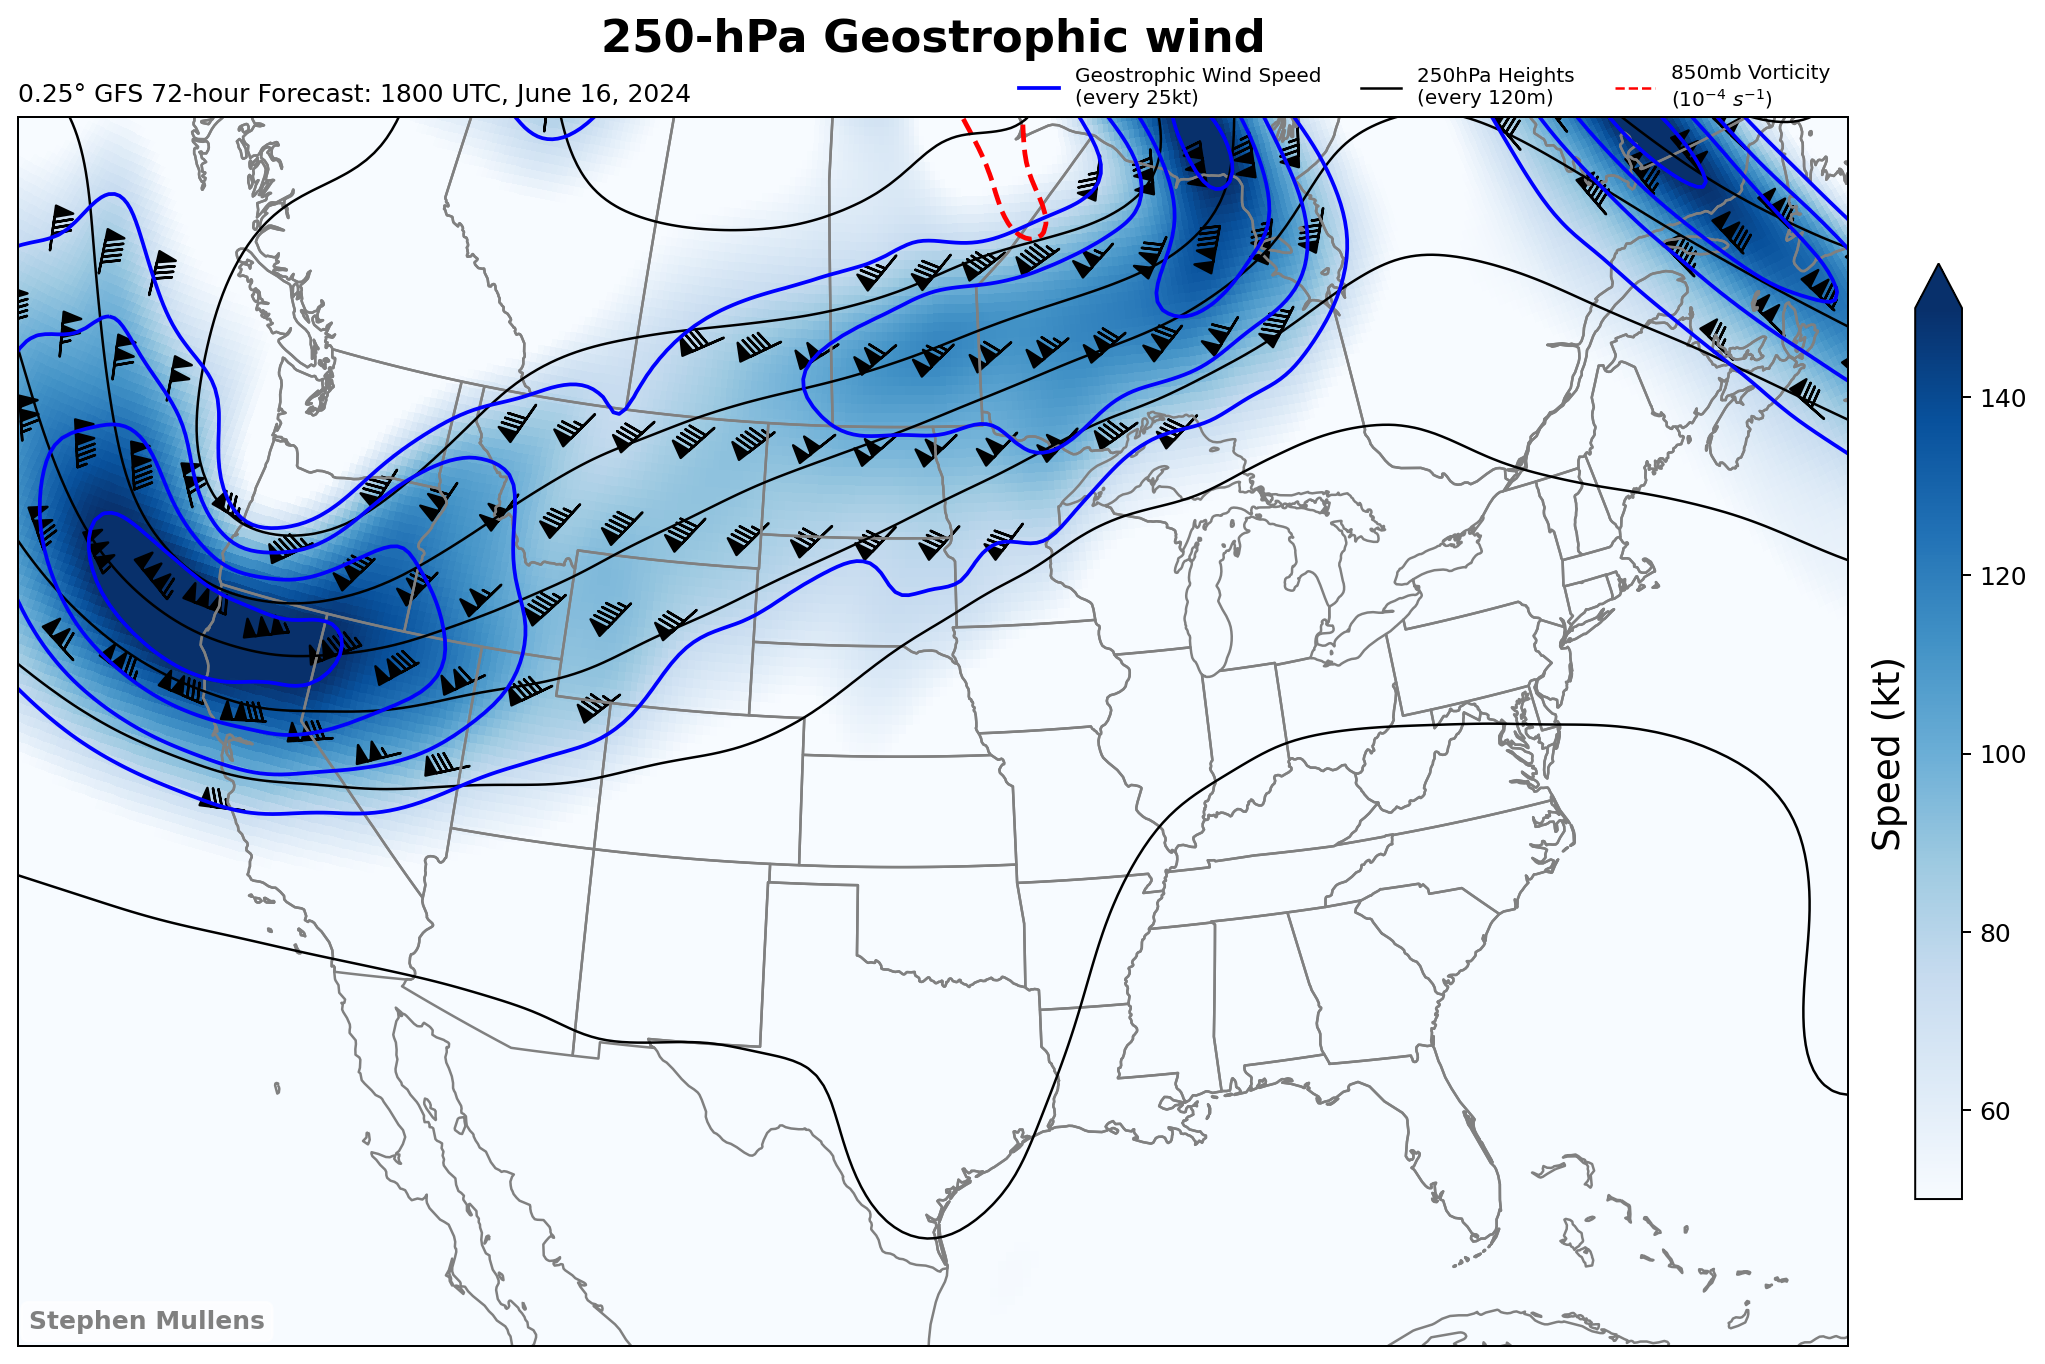 250-hPa Geostrophic wind
0.25° GFS 72-hour Forecast: 1800 UTC, June 16, 2024
Geostrophic Wind Speed
(every 25kt)
250hPa Heights
(every 120m)
850mb Vorticity
(10⁻⁴ s⁻¹)
140
120
100
80
60
Speed (kt)
Stephen Mullens